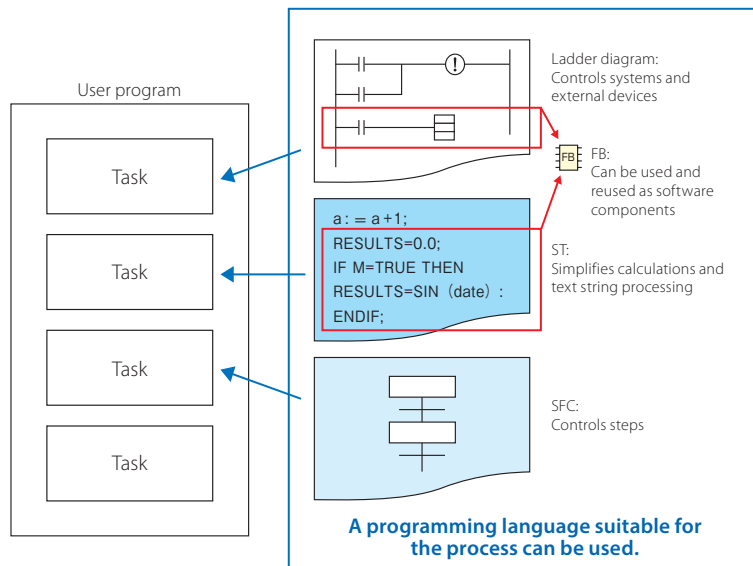 User program
Task
Task
Task
Task
Ladder diagram:
Controls systems and
external devices
FB
FB:
Can be used and
reused as software
components
a : = a +1;
RESULTS=0.0;
IF M=TRUE THEN
RESULTS=SIN (date) :
ENDIF;
ST:
Simplifies calculations and
text string processing
SFC:
Controls steps
A programming language suitable for
the process can be used.